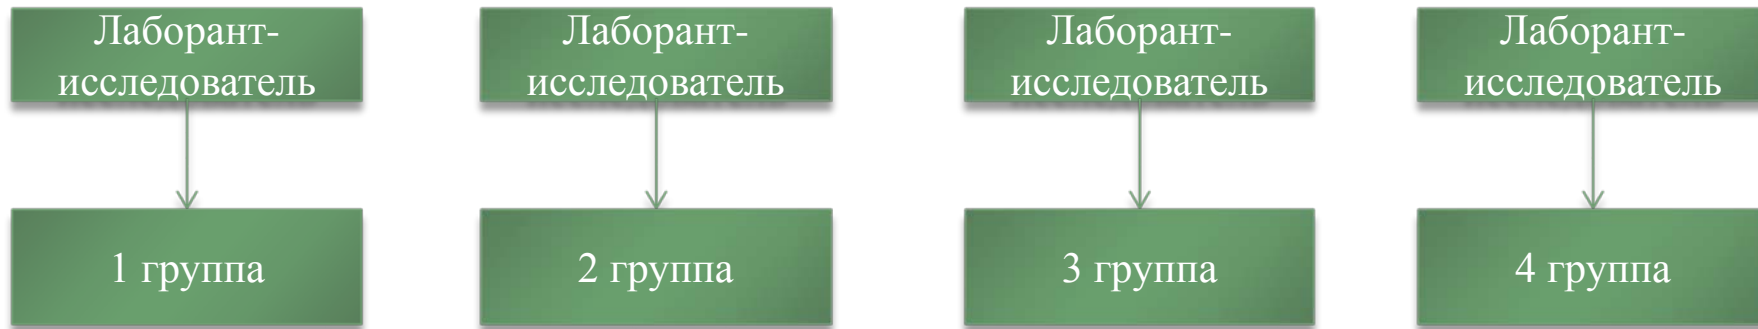 Лаборант-
исследователь
Лаборант-
исследователь
Лаборант-
исследователь
Лаборант-
исследователь
1 группа
2 группа
3 группа
4 группа